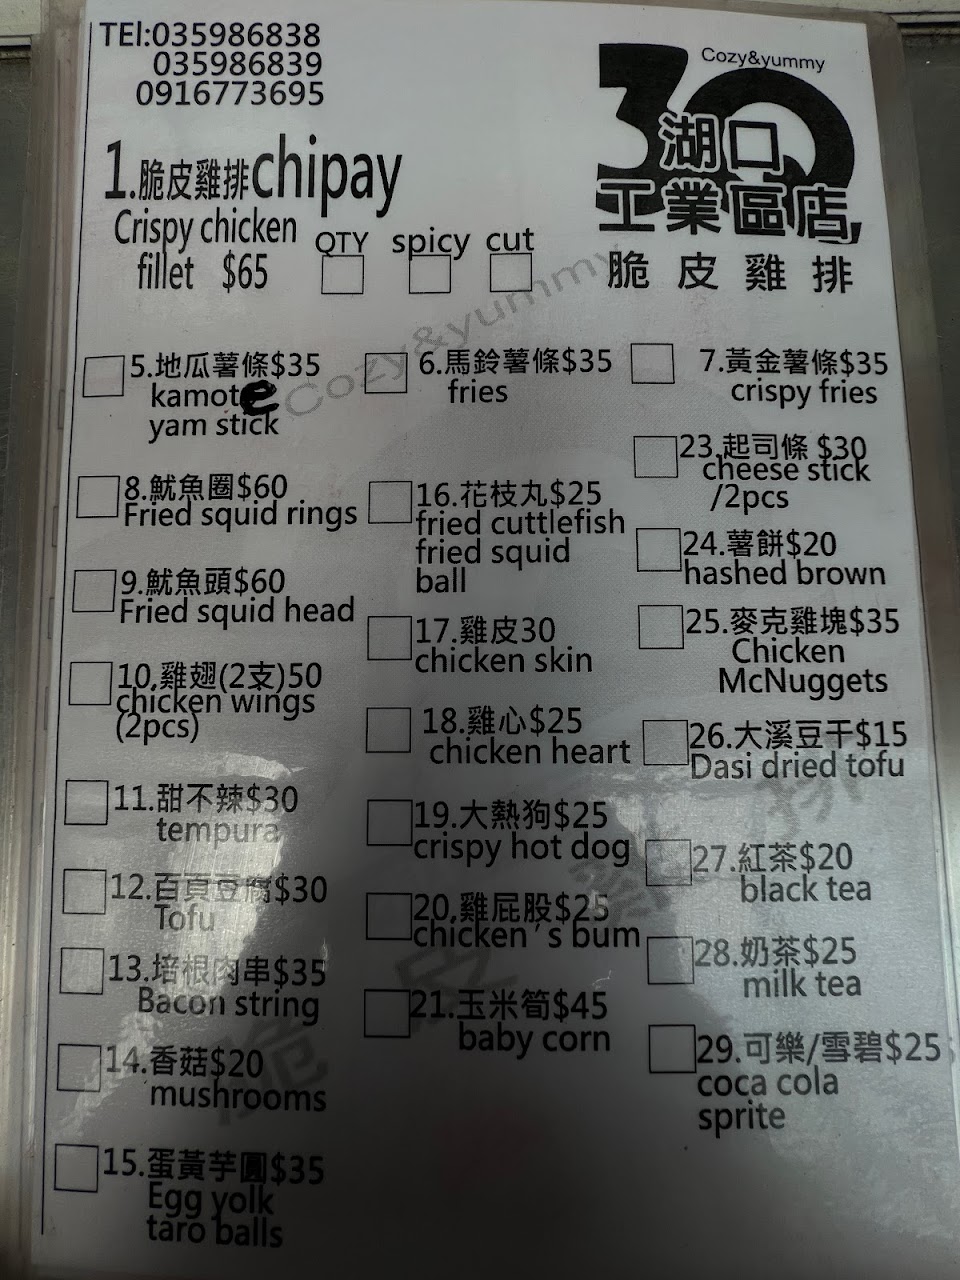 TEl:035986838
035986839
0916773695
Cozy&yummy
30
湖口
工業區店
脆皮雞排
1.脆皮雞排chipay
Crispy chicken
fillet $65
QTY spicy cut
Cozy&yummy
5.地瓜薯條$35
kamote
yam stick
8.魷魚圈$60
Fried squid rings
9.魷魚頭$60
Fried squid head
10.雞翅(2支)50
chicken wings
(2pcs)
11.甜不辣$30
tempura
12.百頁豆腐$30
Tofu
13.培根肉串$35
Bacon string
14.香菇$20
mushrooms
15.蛋黃芋圓$35
Egg yolk
taro balls
6.馬鈴薯條$35
fries
16.花枝丸$25
fried cuttlefish
fried squid
ball
17.雞皮30
chicken skin
18.雞心$25
chicken heart
19.大熱狗$25
crispy hot dog
20.雞屁股$25
chicken's bum
21.玉米筍$45
baby corn
7.黃金薯條$35
crispy fries
23.起司條 $30
cheese stick
/2pcs
24.薯餅$20
hashed brown
25.麥克雞塊$35
Chicken
McNuggets
26.大溪豆干$15
Dasi dried tofu
27.紅茶$20
black tea
28.奶茶$25
milk tea
29.可樂/雪碧$25
coca cola
sprite
脆皮雞排